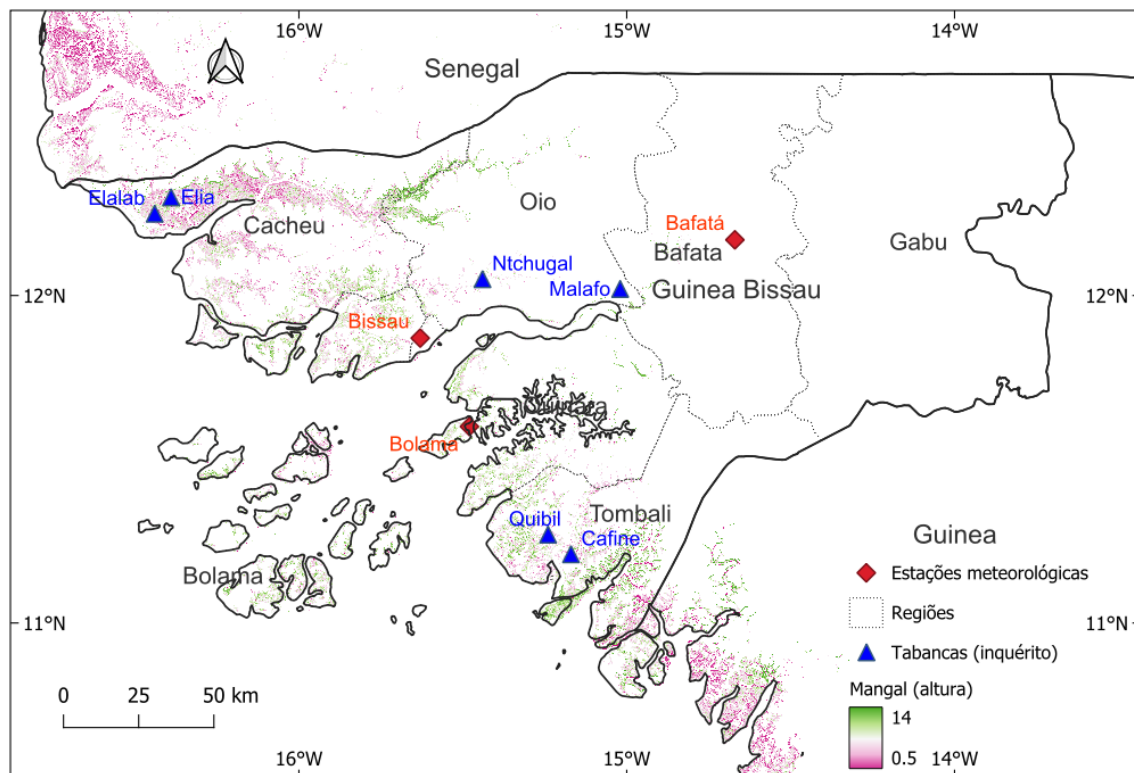 16°W
15°W
14°W
Senegal
Elalab
Elia
Oio
Cacheu
Bafatá
Bafata
Gabu
Ntchugal
Malafo
Guinea Bissau
12°N
12°N
Bissau
Bolama
Quibil
Tombali
Cafine
Guinea
Bolama
Estações meteorológicas
Regiões
11°N
11°N
Tabancas (inquérito)
0 25 50 km
Mangal (altura)
14
0.5
16°W
15°W
14°W